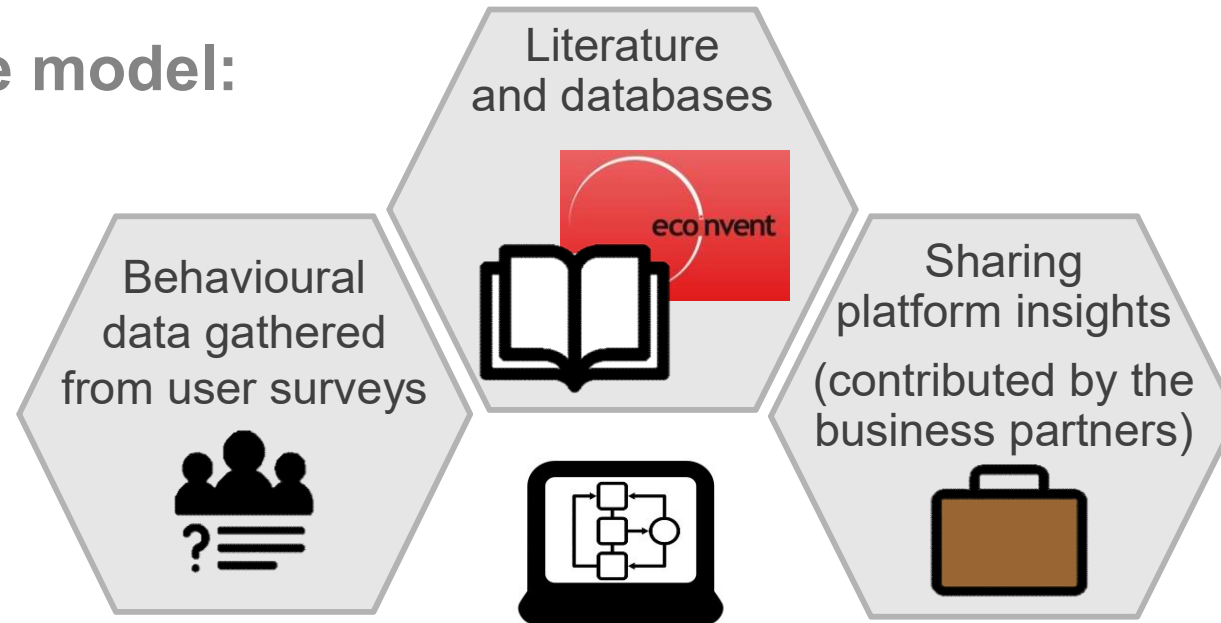 e model:
Literature
and databases
ecoinvent
Behavioural
data gathered
from user surveys
?
Sharing
platform insights
(contributed by the
business partners)